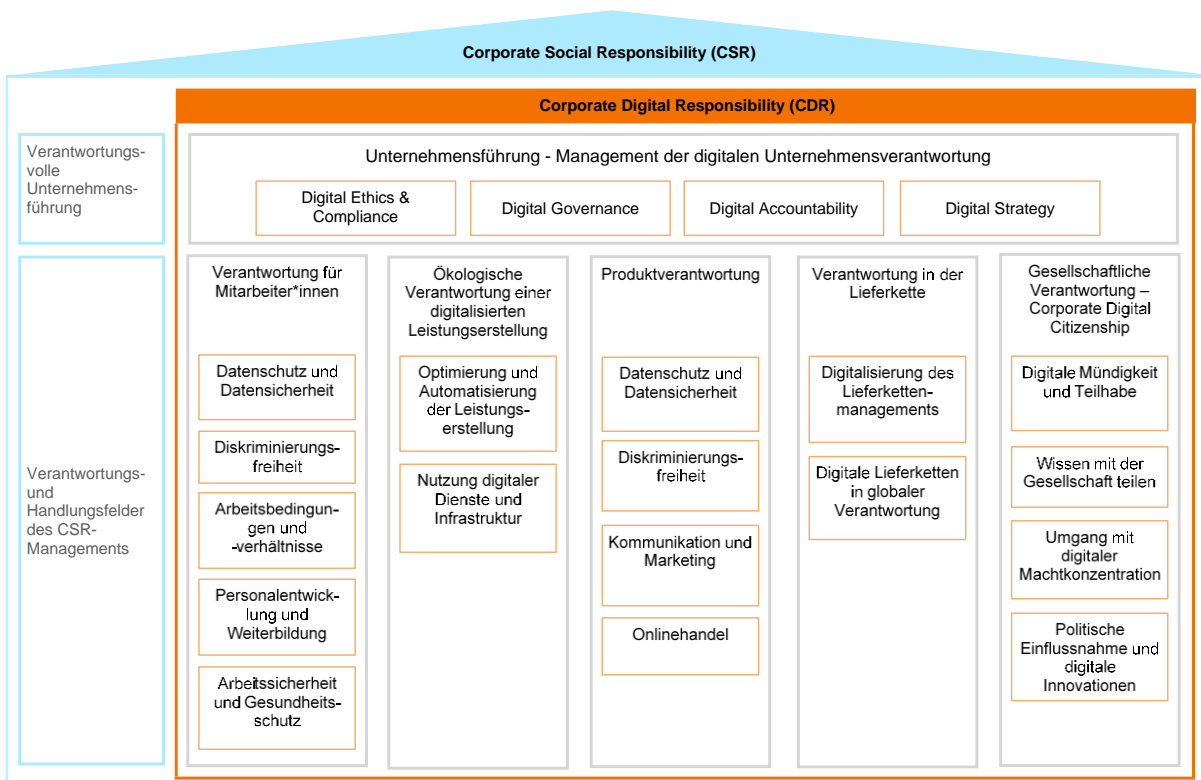 Corporate Social Responsibility (CSR)
Corporate Digital Responsibility (CDR)
Verantwortungs-
volle
Unternehmens-
führung
Unternehmensführung - Management der digitalen Unternehmensverantwortung
Digital Ethics &
Compliance
Digital Governance
Digital Accountability
Digital Strategy
Verantwortungs-
und
Handlungsfelder
des CSR-
Managements
Verantwortung für
Mitarbeiter*innen
Datenschutz und
Datensicherheit
Diskriminierungs-
freiheit
Arbeitsbedingun-
gen und
-verhältnisse
Personalentwick-
lung und
Weiterbildung
Arbeitssicherheit
und Gesundheits-
schutz
Ökologische
Verantwortung einer
digitalisierten
Leistungserstellung
Optimierung und
Automatisierung
der Leistungs-
erstellung
Nutzung digitaler
Dienste und
Infrastruktur
Produktverantwortung
Datenschutz und
Datensicherheit
Diskriminierungs-
freiheit
Kommunikation und
Marketing
Onlinehandel
Verantwortung in der
Lieferkette
Digitalisierung des
Lieferketten-
managements
Digitale Lieferketten
in globaler
Verantwortung
Gesellschaftliche
Verantwortung –
Corporate Digital
Citizenship
Digitale Mündigkeit
und Teilhabe
Wissen mit der
Gesellschaft teilen
Umgang mit
digitaler
Machtkonzentration
Politische
Einflussnahme und
digitale
Innovationen